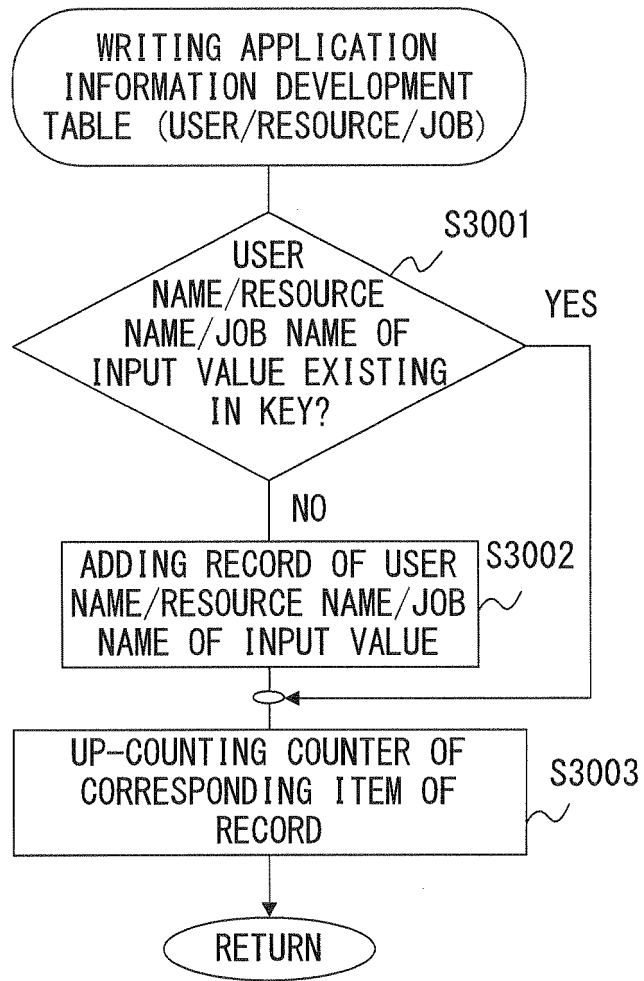 WRITING APPLICATION
INFORMATION DEVELOPMENT
TABLE (USER/RESOURCE/JOB)
S3001
USER
NAME/RESOURCE
NAME/JOB NAME OF
INPUT VALUE EXISTING
IN KEY?
YES
NO
S3002
ADDING RECORD OF USER
NAME/RESOURCE NAME/JOB
NAME OF INPUT VALUE
UP-COUNTING COUNTER OF
CORRESPONDING ITEM OF
RECORD
S3003
RETURN